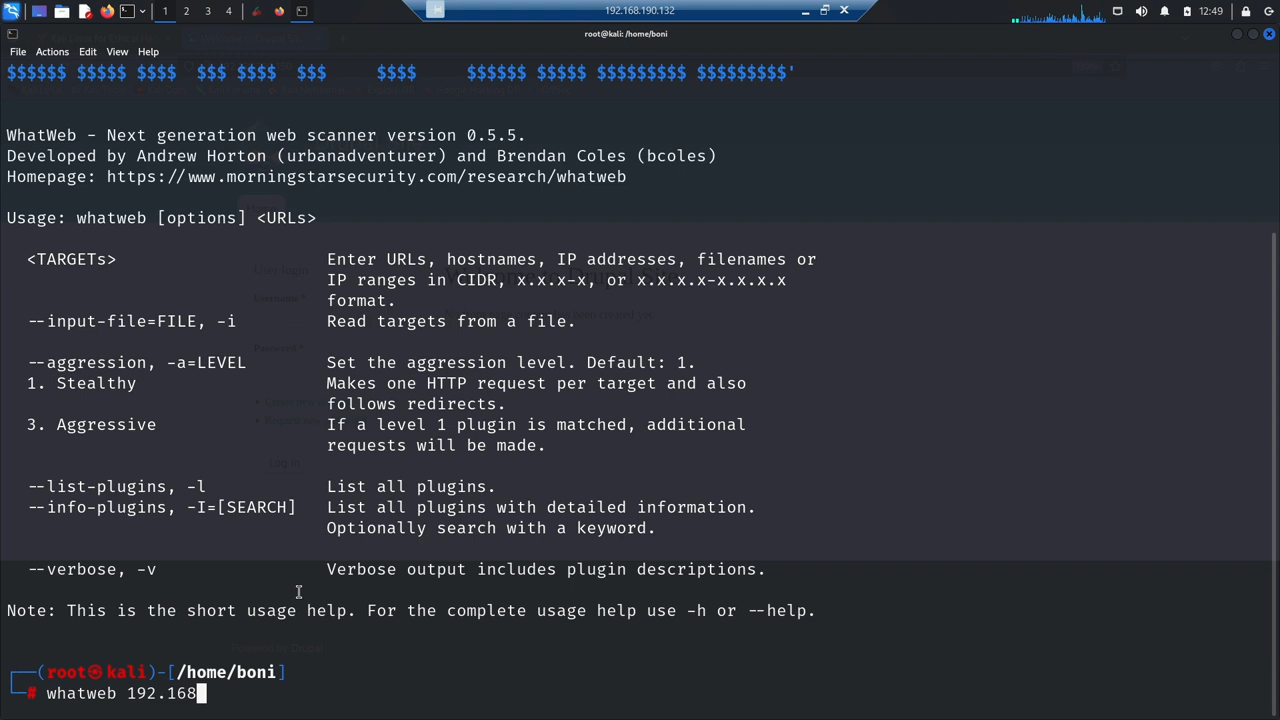 192.168.190.132
1 2 3 4
12:49
root@kali: /home/boni
File Actions Edit View Help
$$$$$$ $$$$$ $$$$ $$$ $$$$ $$$ $$$$ $$$$$$ $$$$$ $$$$$$$$$ $$$$$$$$$'
WhatWeb - Next generation web scanner version 0.5.5.
Developed by Andrew Horton (urbanadventurer) and Brendan Coles (bcoles)
Homepage: https://www.morningstarsecurity.com/research/whatweb
Usage: whatweb [options] <URLs>
<TARGETs> Enter URLs, hostnames, IP addresses, filenames or
IP ranges in CIDR, x.x.x-x, or x.x.x.x-x.x.x.x
format.
--input-file=FILE, -i Read targets from a file.
--aggression, -a=LEVEL Set the aggression level. Default: 1.
1. Stealthy Makes one HTTP request per target and also
follows redirects.
3. Aggressive If a level 1 plugin is matched, additional
requests will be made.
--list-plugins, -l List all plugins.
--info-plugins, -I=[SEARCH] List all plugins with detailed information.
Optionally search with a keyword.
--verbose, -v Verbose output includes plugin descriptions.
Note: This is the short usage help. For the complete usage help use -h or --help.
(root㉿kali)-[/home/boni]
# whatweb 192.168